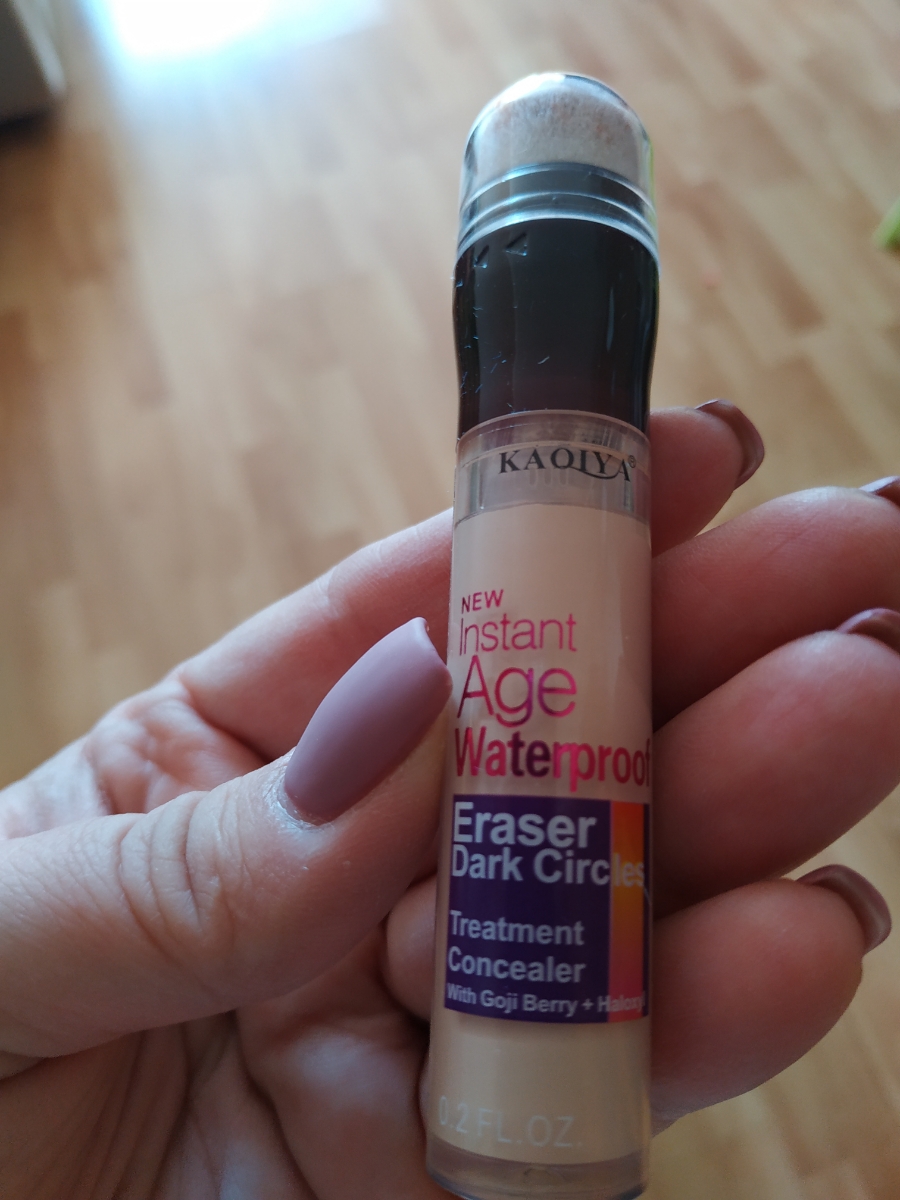 KAQIYA®
NEW
Instant
Age
Waterproof
Eraser
Dark Circles
Treatment
Concealer
With Goji Berry +
0.2 FL.OZ.